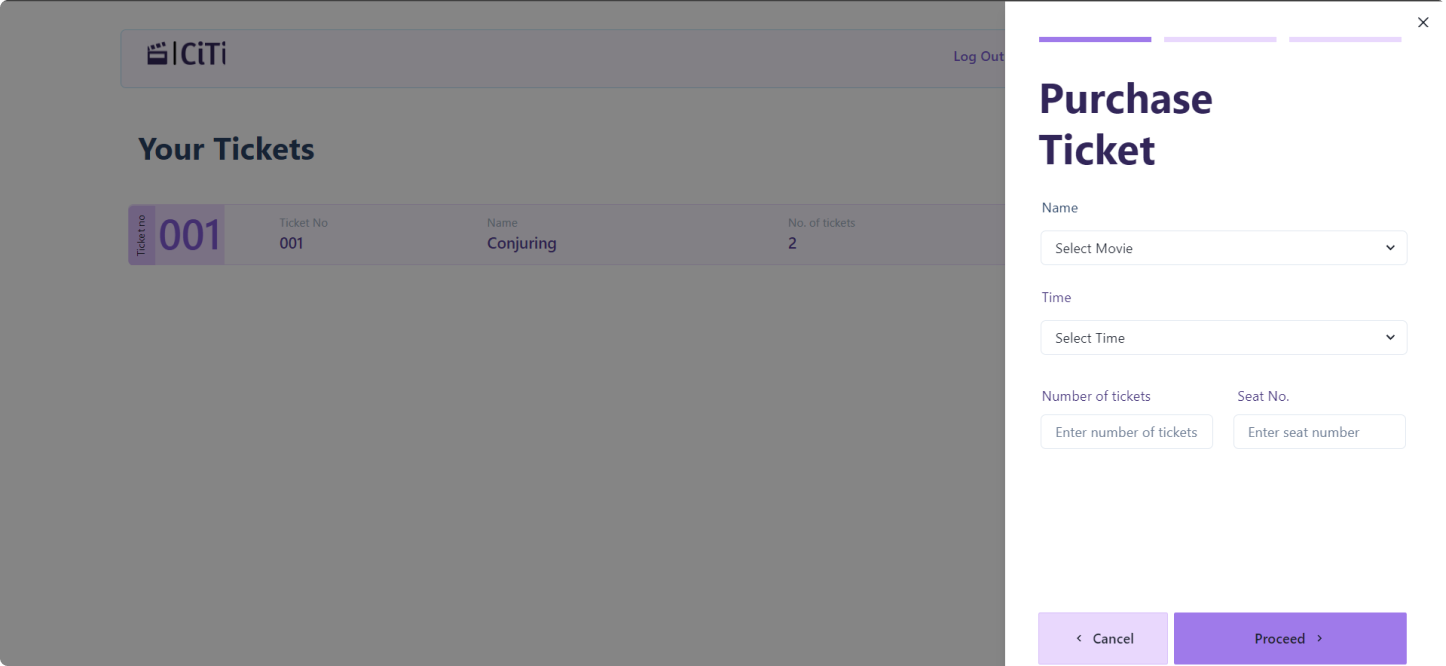 CiTi
Log Out
Your Tickets
Ticket no
001
Ticket No
001
Name
Conjuring
No. of tickets
2
Purchase
Ticket
Name
Select Movie
Time
Select Time
Number of tickets
Seat No.
Enter number of tickets
Enter seat number
Cancel
Proceed